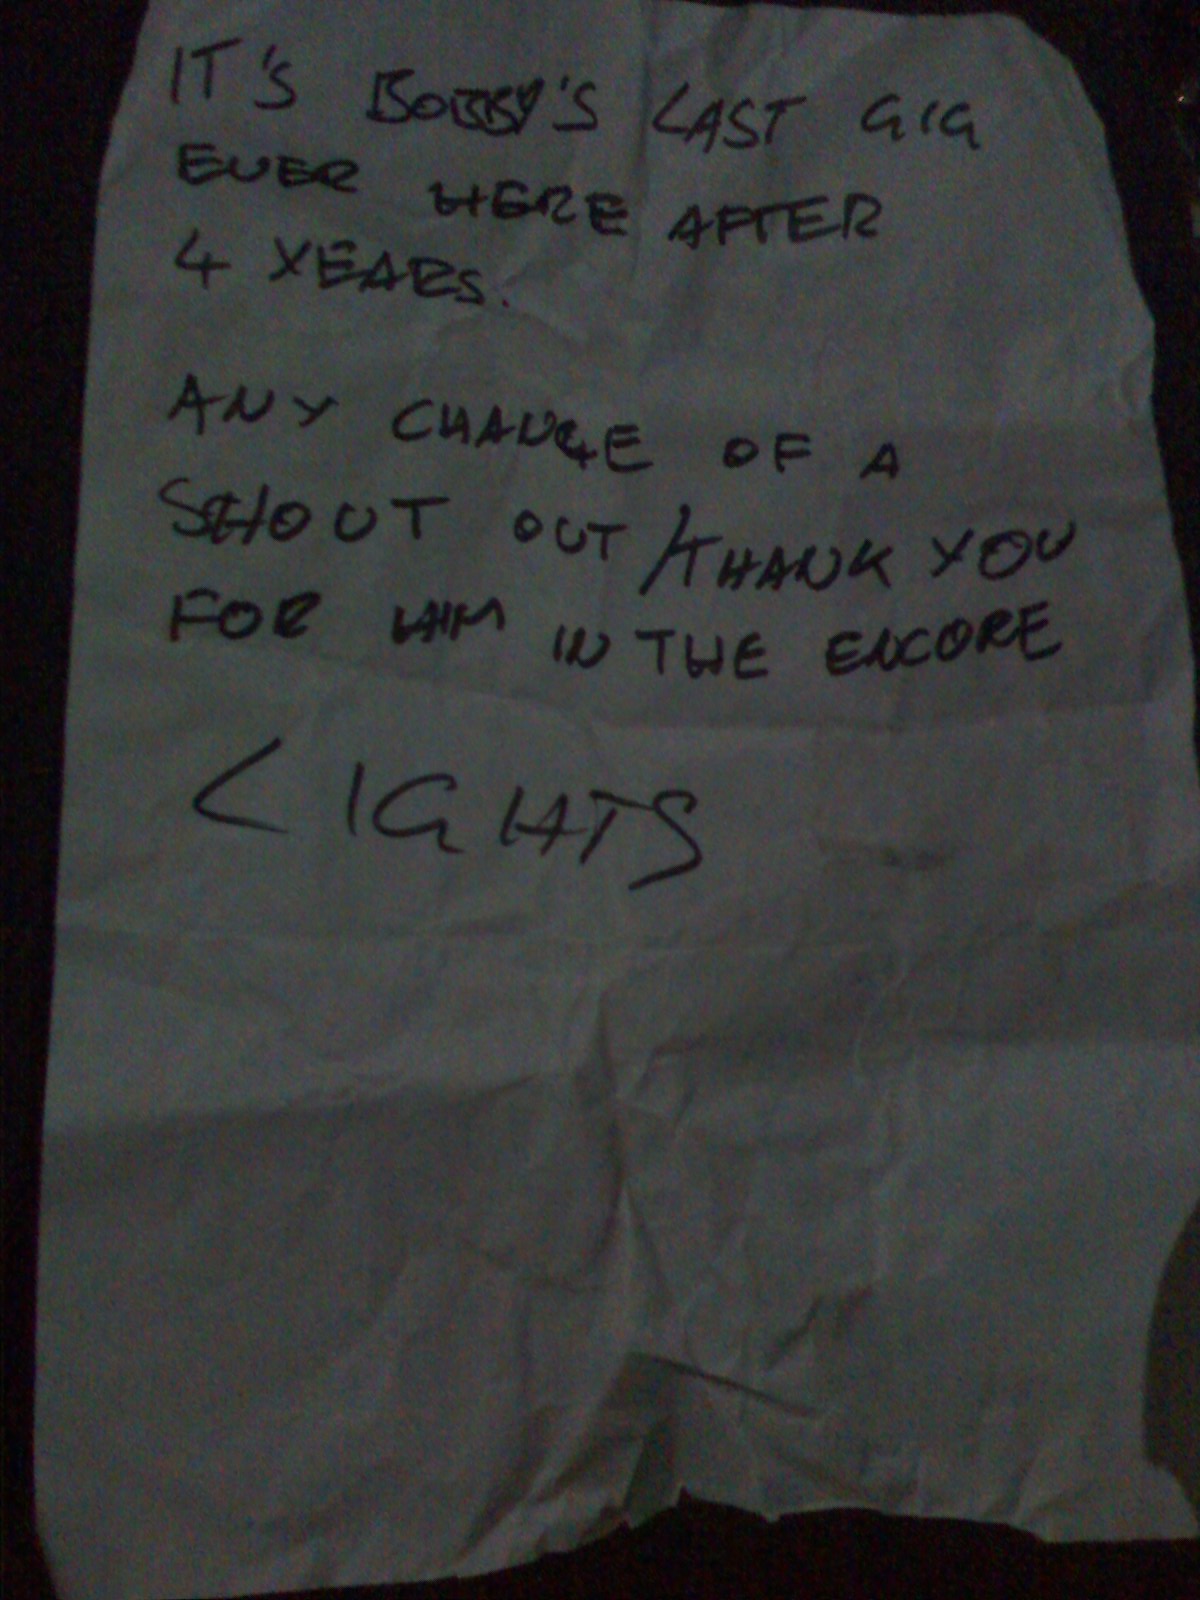 IT'S BOBBY'S LAST GIG
EVER HERE AFTER
4 YEARS.
ANY CHANCE OF A
SHOUT OUT / THANK YOU
FOR HIM IN THE ENCORE
LIGHTS